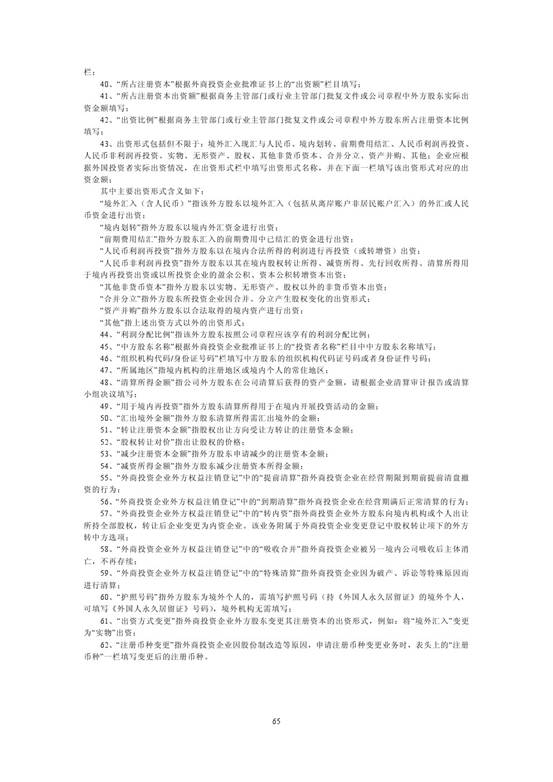 栏；
40、“所占注册资本”根据外商投资企业批准证书上的“出资额”栏目填写；
41、“所占注册资本出资额”根据商务主管部门或行业主管部门批复文件或公司章程中外方股东实际出
资金额填写；
42、“出资比例”根据商务主管部门或行业主管部门批复文件或公司章程中外方股东所占注册资本比例
填写；
43、出资形式包括但不限于：境外汇入现汇与人民币、境内划转、前期费用结汇、人民币利润再投资、
人民币非利润再投资、实物、无形资产、股权、其他非货币资本、合并分立、资产并购、其他；企业应根
据外国投资者实际出资情况，在出资形式栏中填写出资形式名称，并在下面一栏填写该出资形式对应的出
资金额；
其中主要出资形式含义如下：
“境外汇入（含人民币）”指该外方股东以境外汇入（包括从离岸账户非居民账户汇入）的外汇或人民
币资金进行出资；
“境内划转”指外方股东以境内外汇资金进行出资；
“前期费用结汇”指外方股东汇入的前期费用中已结汇的资金进行出资；
“人民币利润再投资”指外方股东以在境内合法所得的利润进行再投资（或转增资）出资；
“人民币非利润再投资”指外方股东以其在境内股权转让所得、减资所得、先行回收所得、清算所得用
于境内再投资出资或以所投资企业的盈余公积、资本公积转增资本出资；
“其他非货币资本”指外方股东以实物、无形资产、股权以外的非货币资本出资；
“合并分立”指外方股东所投资企业因合并、分立产生股权变化的出资形式；
“资产并购”指外方股东以合法取得的境内资产进行出资；
“其他”指上述出资方式以外的出资形式；
44、“利润分配比例”指该外方股东按照公司章程应该享有的利润分配比例；
45、“中方股东名称”根据外商投资企业批准证书上的“投资者名称”栏目中中方股东名称填写；
46、“组织机构代码/身份证号码”栏填写中方股东的组织机构代码证号码或者身份证件号码；
47、“所属地区”指境内机构的注册地区或境内个人的常住地区；
48、“清算所得金额”指公司外方股东在公司清算后获得的资产金额，请根据企业清算审计报告或清算
小组决议填写；
49、“用于境内再投资”指外方股东清算所得用于在境内开展投资活动的金额；
50、“汇出境外金额”指外方股东清算所得需汇出境外的金额；
51、“转让注册资本金额”指股权出让方向受让方转让的注册资本金额；
52、“股权转让对价”指出让股权的价格；
53、“减少注册资本金额”指外方股东申请减少的注册资本金额；
54、“减资所得金额”指外方股东减少注册资本所得金额；
55、“外商投资企业外方权益注销登记”中的“提前清算”指外商投资企业在经营期限到期前提前清盘撤
资的行为；
56、“外商投资企业外方权益注销登记”中的“到期清算”指外商投资企业在经营期满后正常清算的行为；
57、“外商投资企业外方权益注销登记”中的“转内资”指外商投资企业外方股东向境内机构或个人出让
所持全部股权，转让后企业变更为内资企业。该业务附属于外商投资企业变更登记中股权转让项下的外方
转中方选项；
58、“外商投资企业外方权益注销登记”中的“吸收合并”指外商投资企业被另一境内公司吸收后主体消
亡，不再存续；
59、“外商投资企业外方权益注销登记”中的“特殊清算”指外商投资企业因为破产、诉讼等特殊原因而
进行清算；
60、“护照号码”指外方股东为境外个人的，需填写护照号码（持《外国人永久居留证》的境外个人，
可填写《外国人永久居留证》号码），境外机构无需填写；
61、“出资方式变更”指外商投资企业外方股东变更其注册资本的出资形式，例如：将“境外汇入”变更
为“实物”出资；
62、“注册币种变更”指外商投资企业因股份制改造等原因，申请注册币种变更业务时，表头上的“注册
币种”一栏填写变更后的注册币种。
65